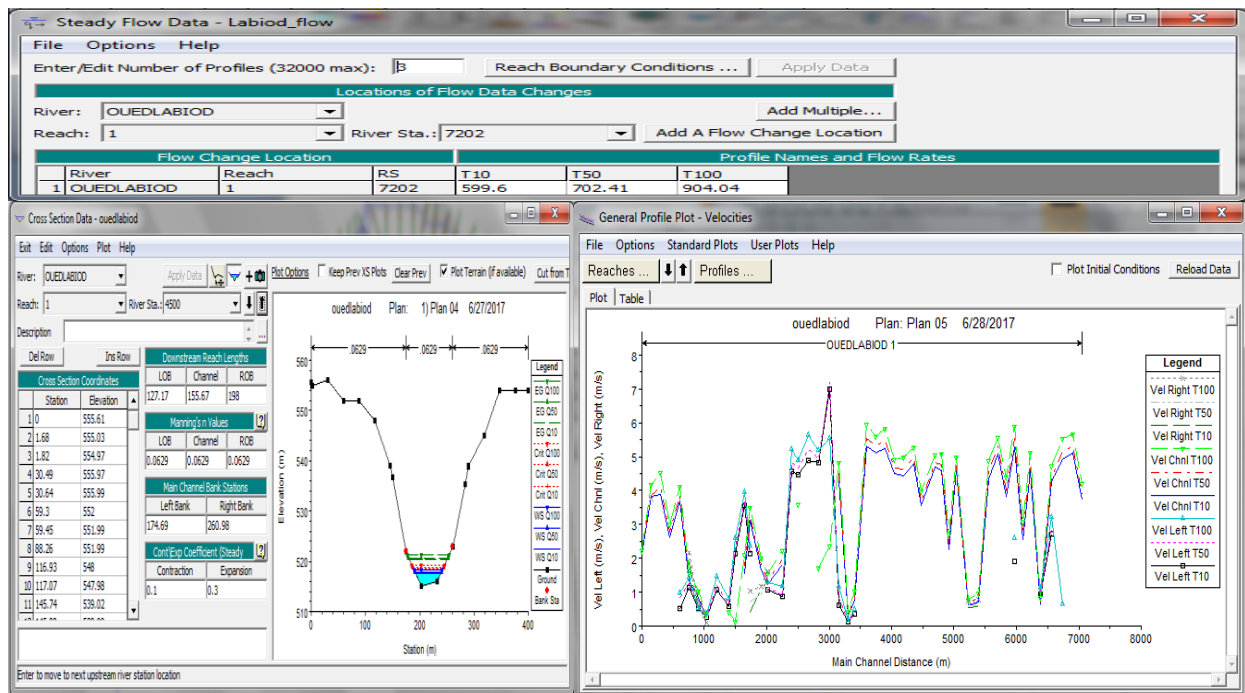 Steady Flow Data - Labiod_flow
File Options Help
Enter/Edit Number of Profiles (32000 max): 3 Reach Boundary Conditions ... Apply Data
Locations of Flow Data Changes
River: OUEDLABIOD Add Multiple...
Reach: 1 River Sta.: 7202 Add A Flow Change Location
Flow Change Location Profile Names and Flow Rates
River Reach RS T10 T50 T100
1 OUEDLABIOD 1 7202 599.6 702.41 904.04
Cross Section Data - ouedlabiod
Exit Edit Options Plot Help
River: OUEDLABIOD Apply Data
Reach: 1 River Sta.: 4500
Description ...
Del Row Ins Row Downstream Reach Lengths
Cross Section Coordinates LOB Channel ROB
Station Elevation 127.17 155.67 198
1 0 555.61
2 1.68 555.03
3 1.82 554.97
4 30.49 555.97
5 30.64 555.99
6 59.3 552
7 59.45 551.99
8 88.26 551.99
9 116.93 548
10 117.07 547.98
11 145.74 539.02
Manning's n Values ?
LOB Channel ROB
0.0629 0.0629 0.0629
Main Channel Bank Stations
Left Bank Right Bank
174.69 260.98
Cont\Exp Coefficient (Steady ?
Contraction Expansion
0.1 0.3
Enter to move to next upstream river station location
Plot Options Keep Prev XS Plots Clear Prev Plot Terrain (if available) Cut from T
ouedlabiod Plan: 1) Plan 04 6/27/2017
.0629 .0629 .0629
Elevation (m)
560
550
540
530
520
510
0 100 200 300 400
Station (m)
Legend
EG Q100
EG Q50
EG Q10
Crit Q100
Crit Q50
Crit Q10
WS Q100
WS Q50
WS Q10
Ground
Bank Sta
General Profile Plot - Velocities
File Options Standard Plots User Plots Help
Reaches ... Profiles ... Plot Initial Conditions Reload Data
Plot Table
ouedlabiod Plan: Plan 05 6/28/2017
OUEDLABIOD 1
Vel Left (m/s), Vel Chnl (m/s), Vel Right (m/s)
8
7
6
5
4
3
2
1
0
0 1000 2000 3000 4000 5000 6000 7000 8000
Main Channel Distance (m)
Legend
Vel Right T100
Vel Right T50
Vel Right T10
Vel Chnl T100
Vel Chnl T50
Vel Chnl T10
Vel Left T100
Vel Left T50
Vel Left T10